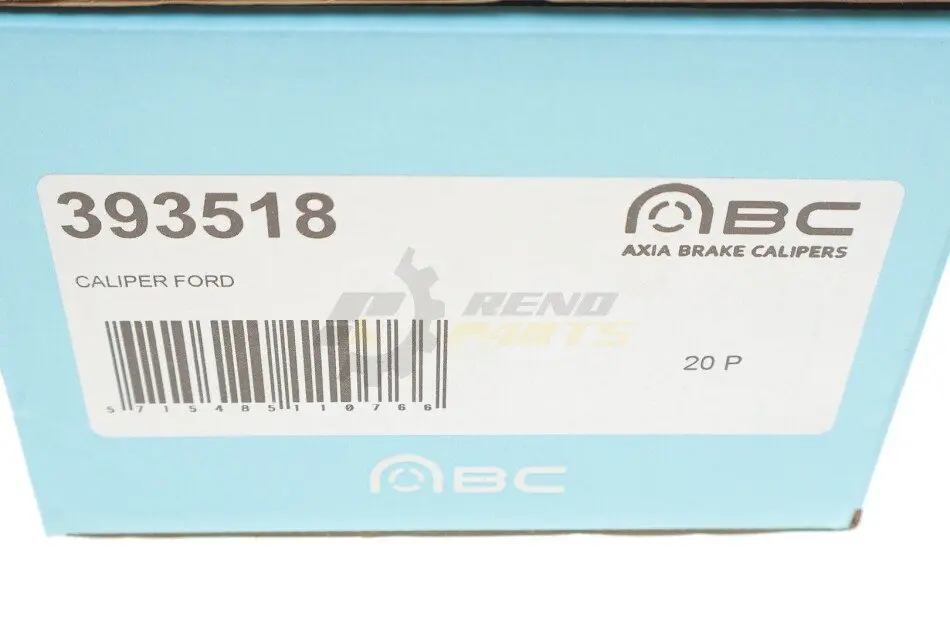 393518
ABC
AXIA BRAKE CALIPERS
CALIPER FORD
RENO
PARTS
20 P
5715485110766
ABC